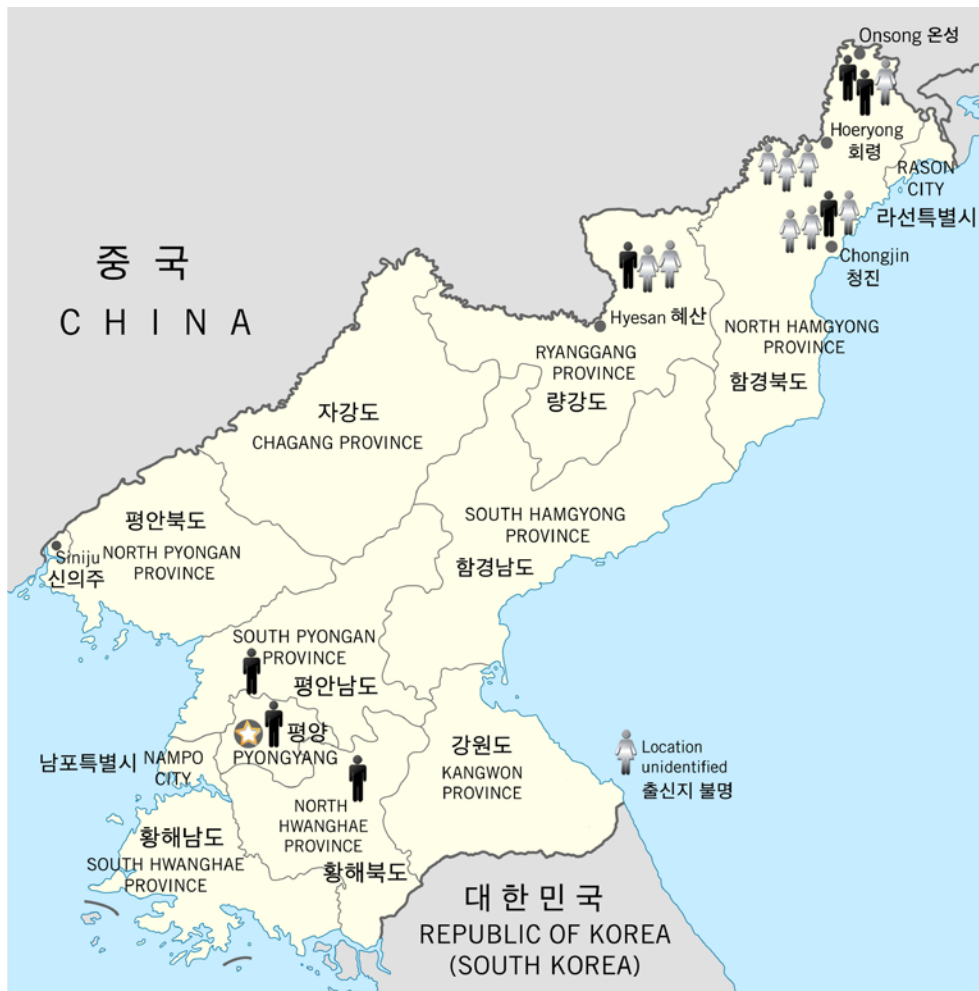 Onsong 온성
Hoeryong
회령
RASON
CITY
라선특별시
Chongjin
청진
중 국
C H I N A
Hyesan 혜산
NORTH HAMGYONG
PROVINCE
함경북도
RYANGGANG
PROVINCE
량강도
자강도
CHAGANG PROVINCE
SOUTH HAMGYONG
PROVINCE
함경남도
평안북도
NORTH PYONGAN
PROVINCE
Siniju
신의주
SOUTH PYONGAN
PROVINCE
평안남도
평양
PYONGYANG
남포특별시
NAMPO
CITY
강원도
KANGWON
PROVINCE
Location
unidentified
출신지 불명
NORTH
HWANGHAE
PROVINCE
황해북도
황해남도
SOUTH HWANGHAE
PROVINCE
대 한 민 국
REPUBLIC OF KOREA
(SOUTH KOREA)